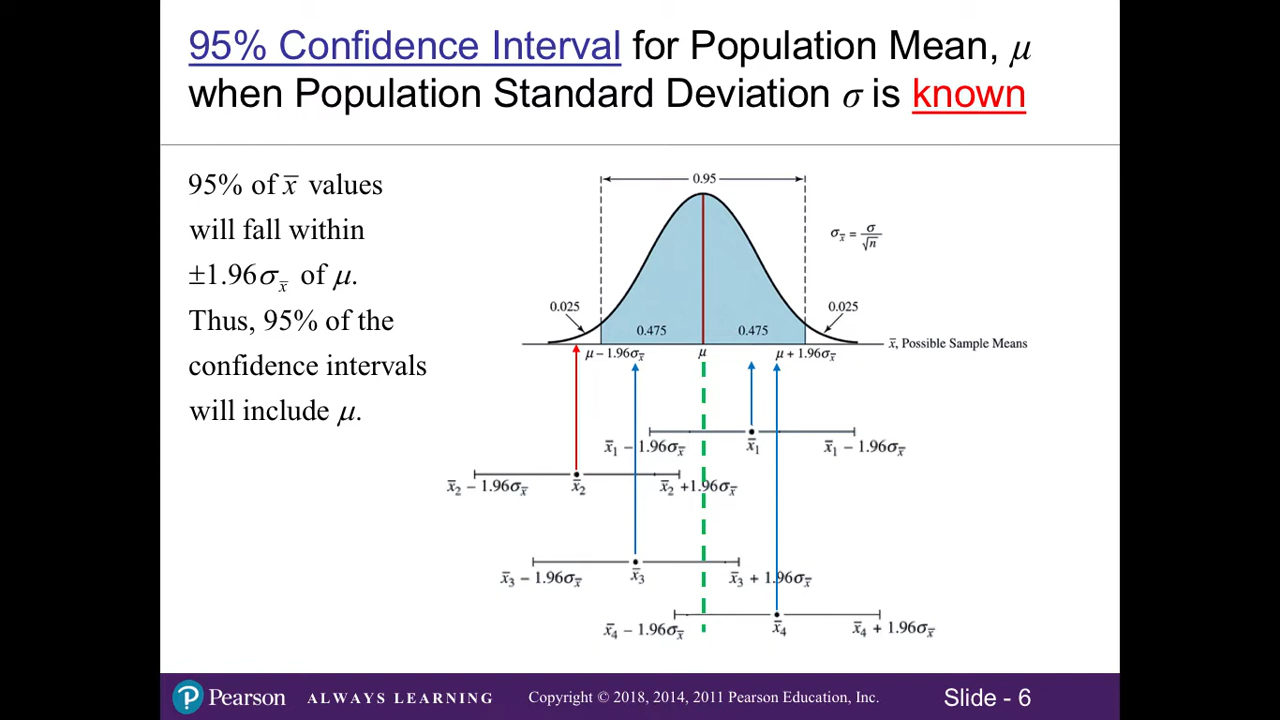 95% Confidence Interval for Population Mean, μ
when Population Standard Deviation σ is known
95% of x̅ values
will fall within
±1.96σx̅ of μ.
Thus, 95% of the
confidence intervals
will include μ.
0.95
σx̅ = σ/√n
0.025
0.025
0.475
0.475
x̅, Possible Sample Means
μ − 1.96σx̅
μ
μ + 1.96σx̅
x̅1 − 1.96σx̅
x̅1
x̅1 − 1.96σx̅
x̅2 − 1.96σx̅
x̅2
x̅2 +1.96σx̅
x̅3 − 1.96σx̅
x̅3
x̅3 + 1.96σx̅
x̅4 − 1.96σx̅
x̅4
x̅4 + 1.96σx̅
P Pearson
ALWAYS LEARNING
Copyright © 2018, 2014, 2011 Pearson Education, Inc.
Slide - 6